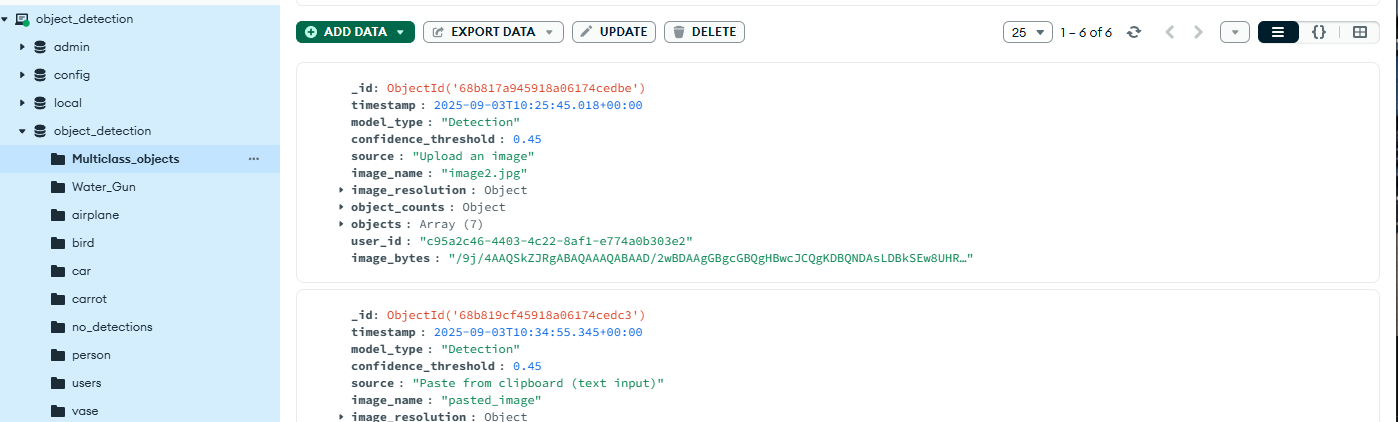 object_detection
admin
config
local
object_detection
Multiclass_objects
Water_Gun
airplane
bird
car
carrot
no_detections
person
users
vase
ADD DATA EXPORT DATA UPDATE DELETE 25 1 – 6 of 6 {}
_id: ObjectId('68b817a945918a06174cedbe')
timestamp : 2025-09-03T10:25:45.018+00:00
model_type : "Detection"
confidence_threshold : 0.45
source : "Upload an image"
image_name : "image2.jpg"
image_resolution : Object
object_counts : Object
objects : Array (7)
user_id : "c95a2c46-4403-4c22-8af1-e774a0b303e2"
image_bytes : "/9j/4AAQSkZJRgABAQAAAQABAAD/2wBDAAgGBgcGBQgHBwcJCQgKDBQNDAsLDBkSEw8UHR…"
_id: ObjectId('68b819cf45918a06174cedc3')
timestamp : 2025-09-03T10:34:55.345+00:00
model_type : "Detection"
confidence_threshold : 0.45
source : "Paste from clipboard (text input)"
image_name : "pasted_image"
image_resolution : Object